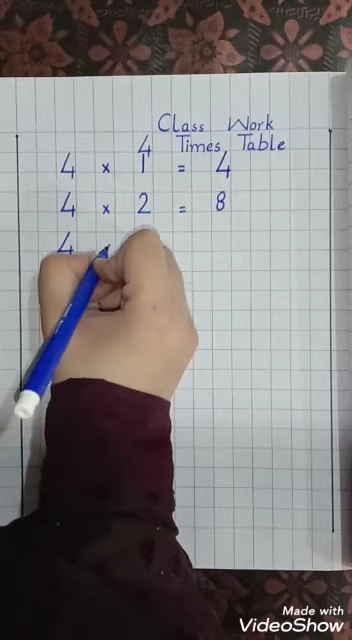 Class Work
4 Times Table
4 × 1 = 4
4 × 2 = 8
4
Made with
VideoShow